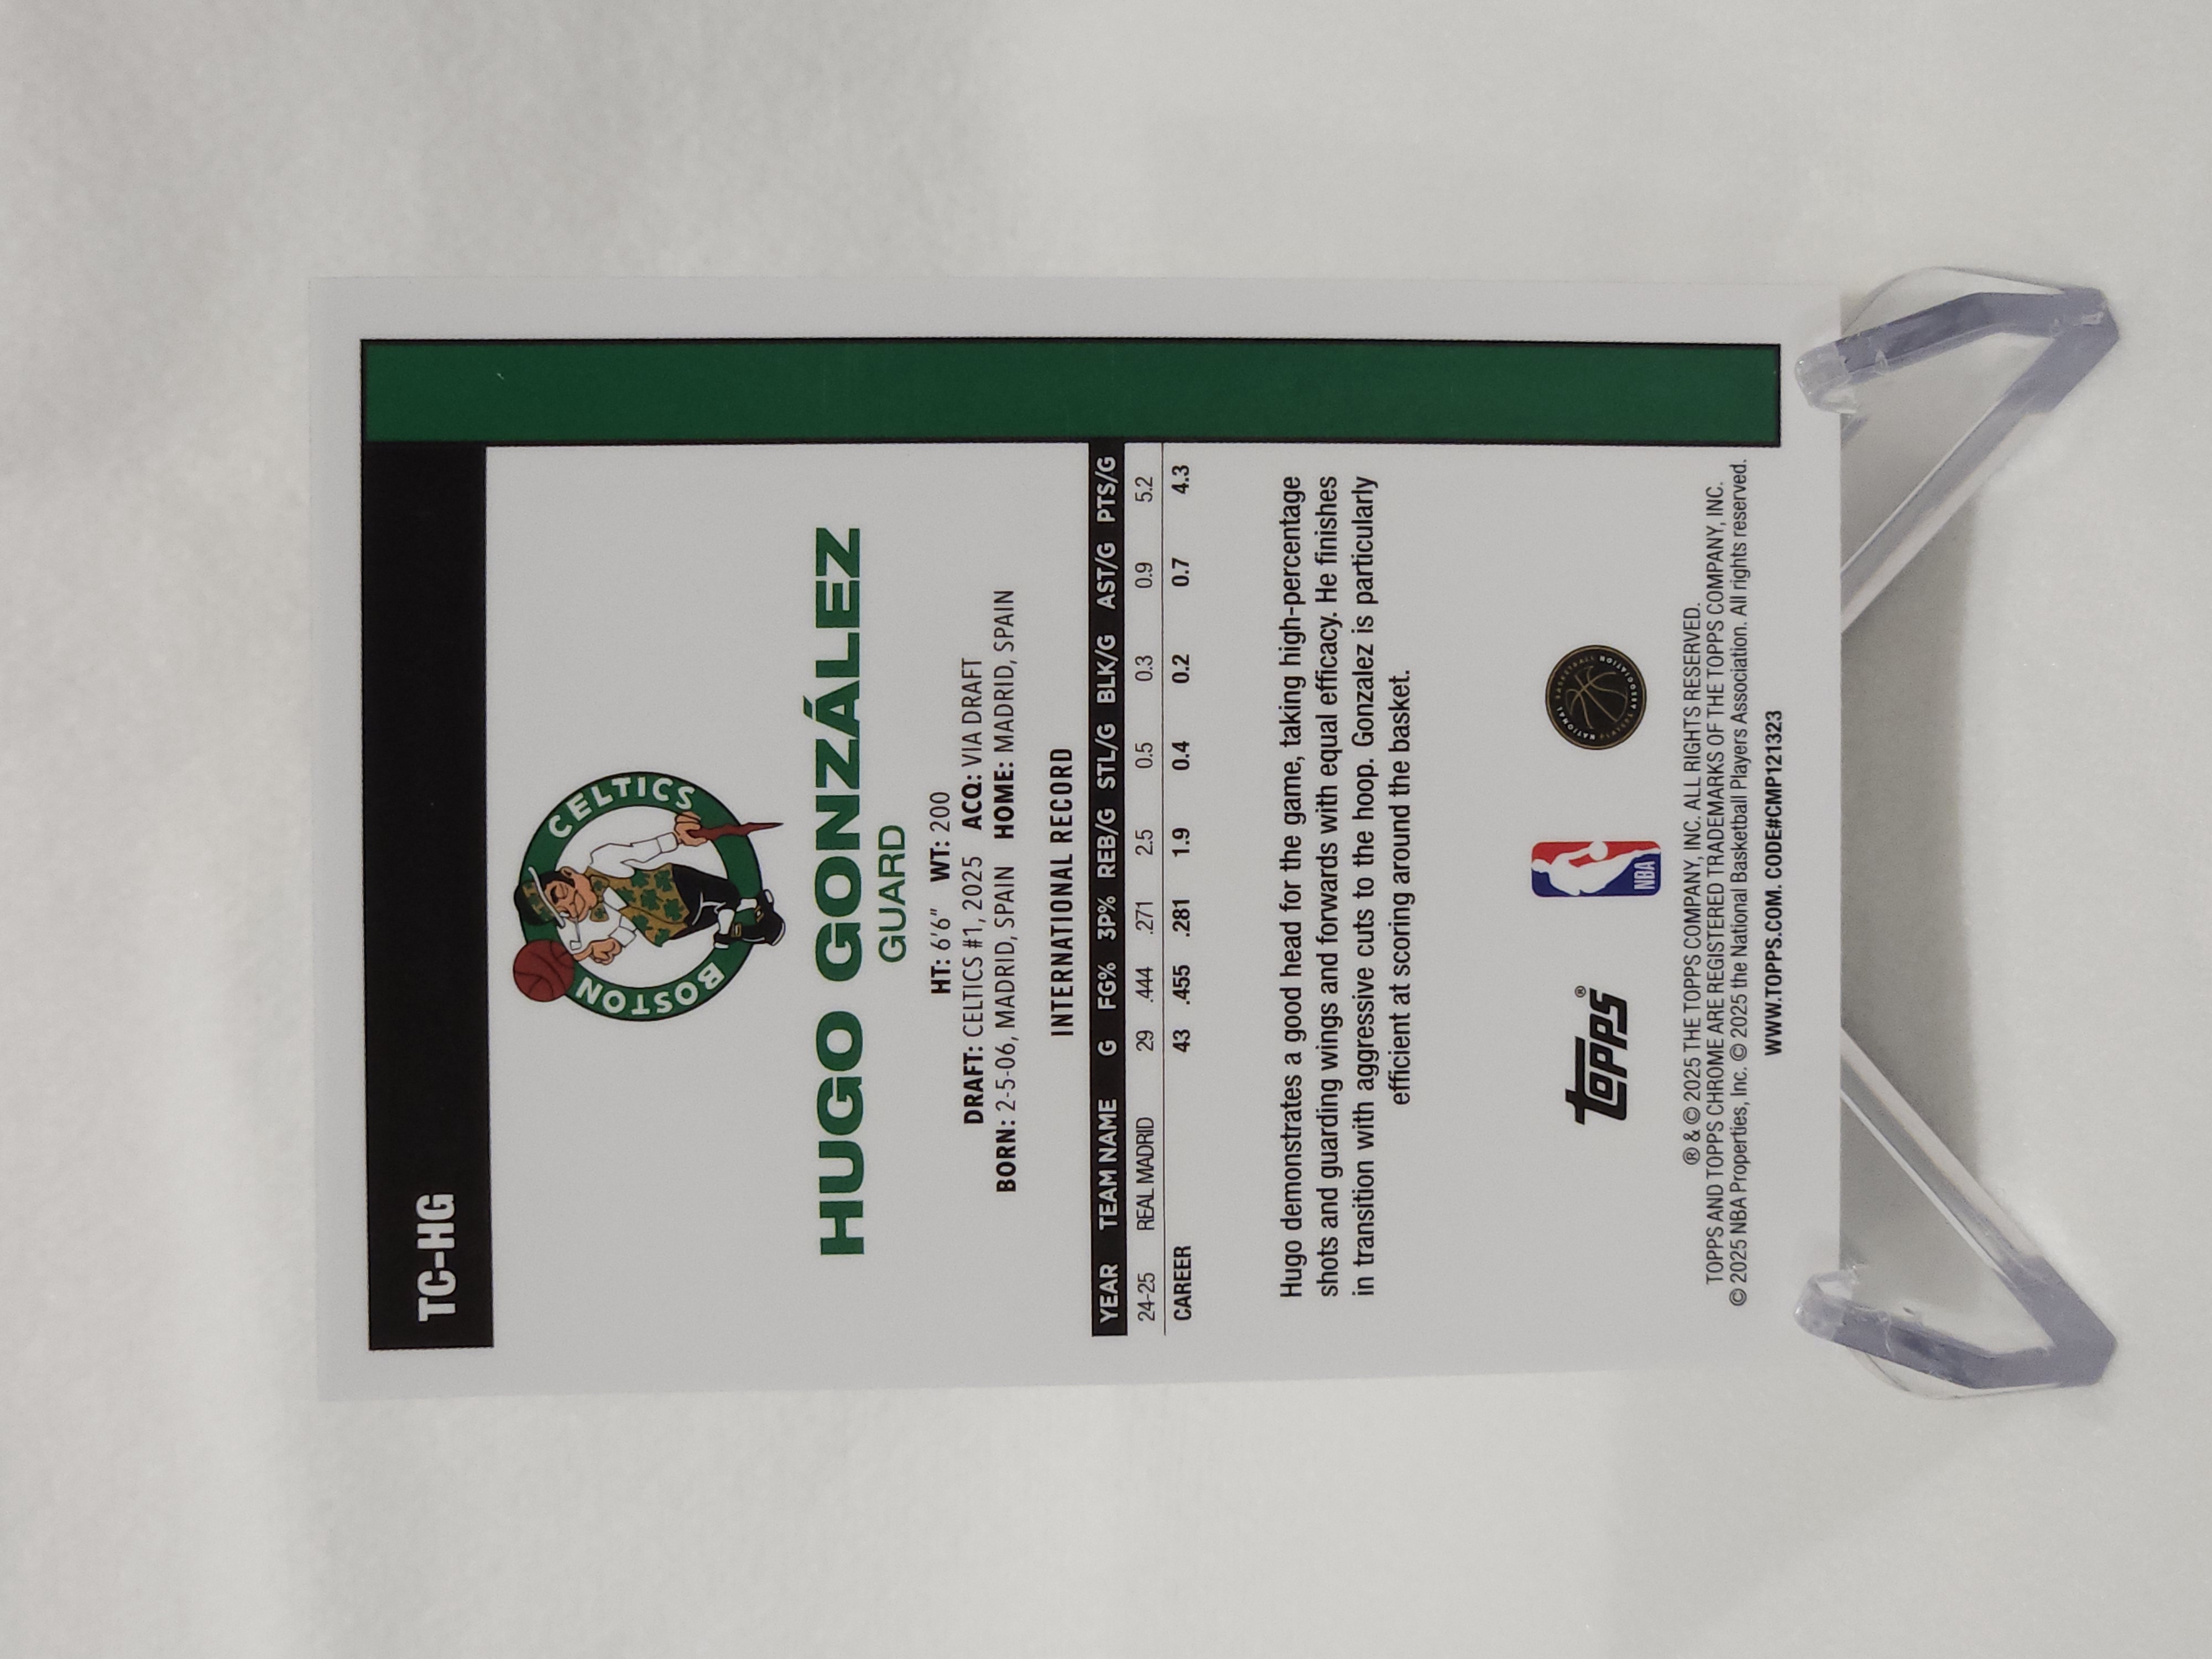 TC-HG
BOSTON CELTICS
HUGO GONZÁLEZ
GUARD
HT: 6'6" WT: 200
DRAFT: CELTICS #1, 2025 ACQ: VIA DRAFT
BORN: 2-5-06, MADRID, SPAIN HOME: MADRID, SPAIN
INTERNATIONAL RECORD
YEAR TEAM NAME G FG% 3P% REB/G STL/G BLK/G AST/G PTS/G
24-25 REAL MADRID 29 .444 .271 2.5 0.5 0.3 0.9 5.2
CAREER 43 .455 .281 1.9 0.4 0.2 0.7 4.3
Hugo demonstrates a good head for the game, taking high-percentage
shots and guarding wings and forwards with equal efficacy. He finishes
in transition with aggressive cuts to the hoop. Gonzalez is particularly
efficient at scoring around the basket.
topps®
NBA
NATIONAL BASKETBALL PLAYERS ASSOCIATION
® & © 2025 THE TOPPS COMPANY, INC. ALL RIGHTS RESERVED.
TOPPS AND TOPPS CHROME ARE REGISTERED TRADEMARKS OF THE TOPPS COMPANY, INC.
© 2025 NBA Properties, Inc. © 2025 the National Basketball Players Association. All rights reserved.
WWW.TOPPS.COM. CODE#CMP121323